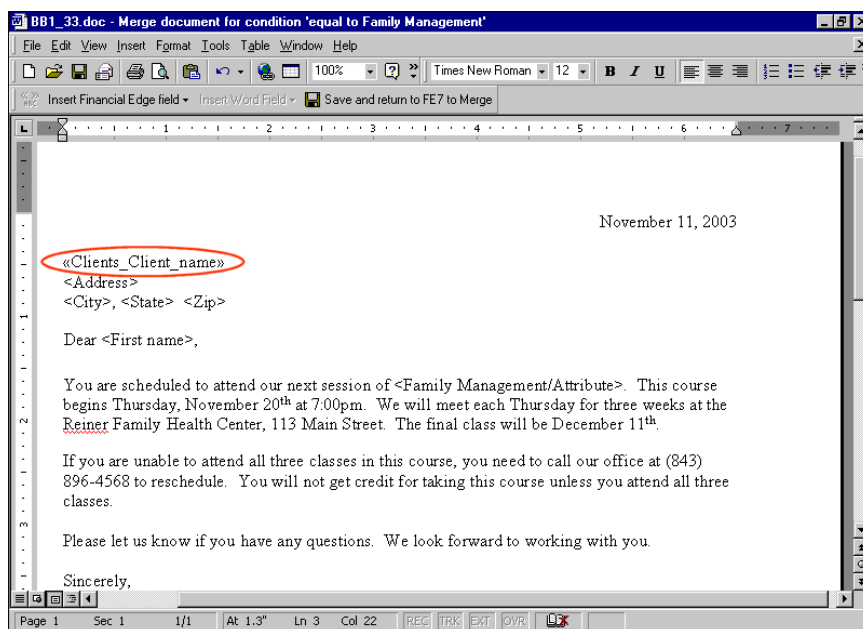 BB1_33.doc - Merge document for condition 'equal to Family Management'
File Edit View Insert Format Tools Table Window Help
100% Times New Roman 12 B I U
Insert Financial Edge field Insert Word Field Save and return to FE7 to Merge
1 2 3 4 5 6 7
November 11, 2003
«Clients_Client_name»
<Address>
<City>, <State> <Zip>
Dear <First name>,
You are scheduled to attend our next session of <Family Management/Attribute>. This course
begins Thursday, November 20th at 7:00pm. We will meet each Thursday for three weeks at the
Reiner Family Health Center, 113 Main Street. The final class will be December 11th.
If you are unable to attend all three classes in this course, you need to call our office at (843)
896-4568 to reschedule. You will not get credit for taking this course unless you attend all three
classes.
Please let us know if you have any questions. We look forward to working with you.
Sincerely,
Page 1 Sec 1 1/1 At 1.3" Ln 3 Col 22 REC TRK EXT OVR